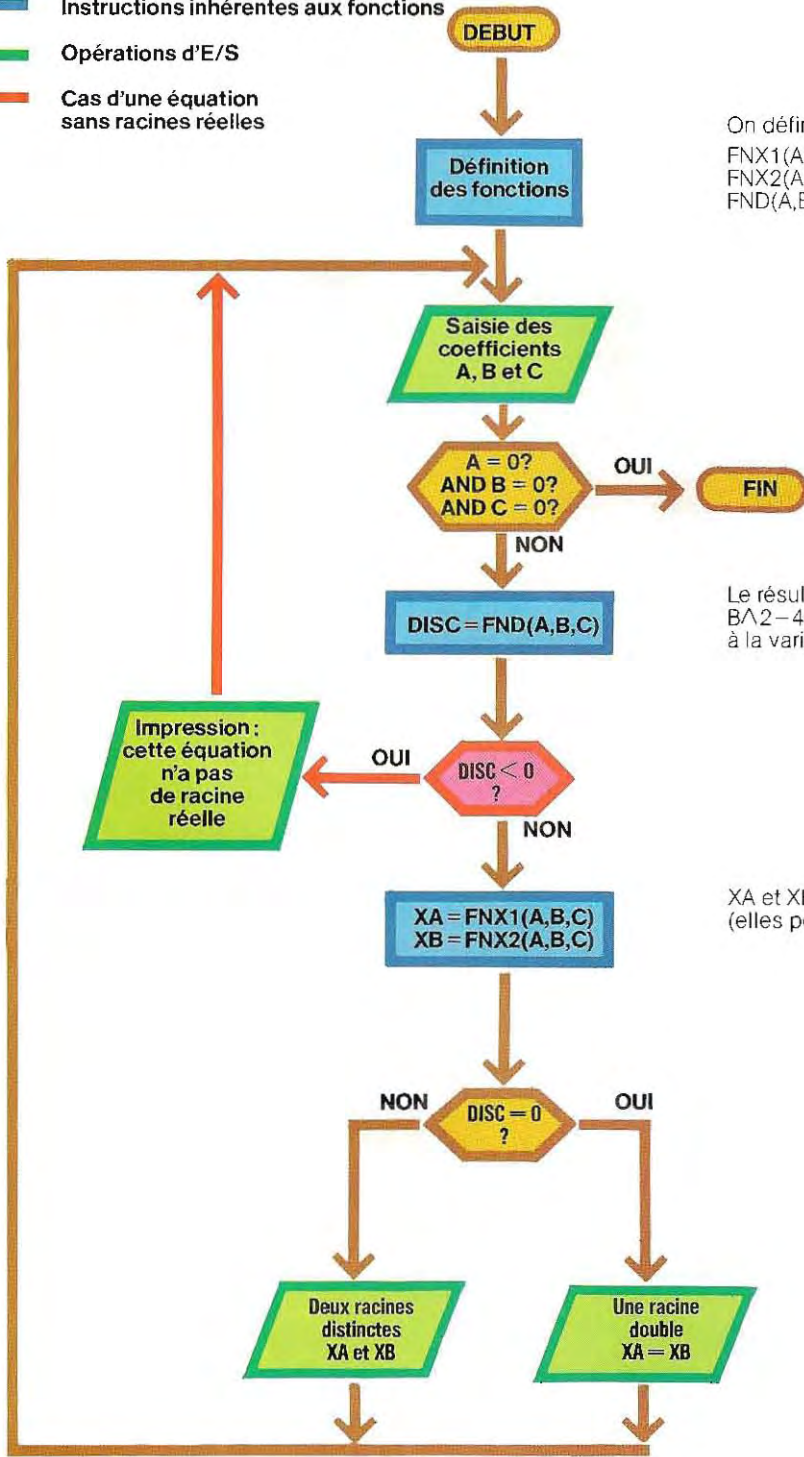 Instructions inhérentes aux fonctions
Opérations d'E/S
Cas d'une équation
sans racines réelles
DEBUT
Définition
des fonctions
On défin
FNX1(A
FNX2(A
FND(A,B
Saisie des
coefficients
A, B et C
A = 0?
AND B = 0?
AND C = 0?
OUI
FIN
NON
DISC=FND(A,B,C)
Le résul
B∧2−4
à la vari
Impression :
cette équation
n'a pas
de racine
réelle
OUI
DISC < 0
?
NON
XA = FNX1(A,B,C)
XB = FNX2(A,B,C)
XA et XB
(elles pe
NON
DISC = 0
?
OUI
Deux racines
distinctes
XA et XB
Une racine
double
XA = XB